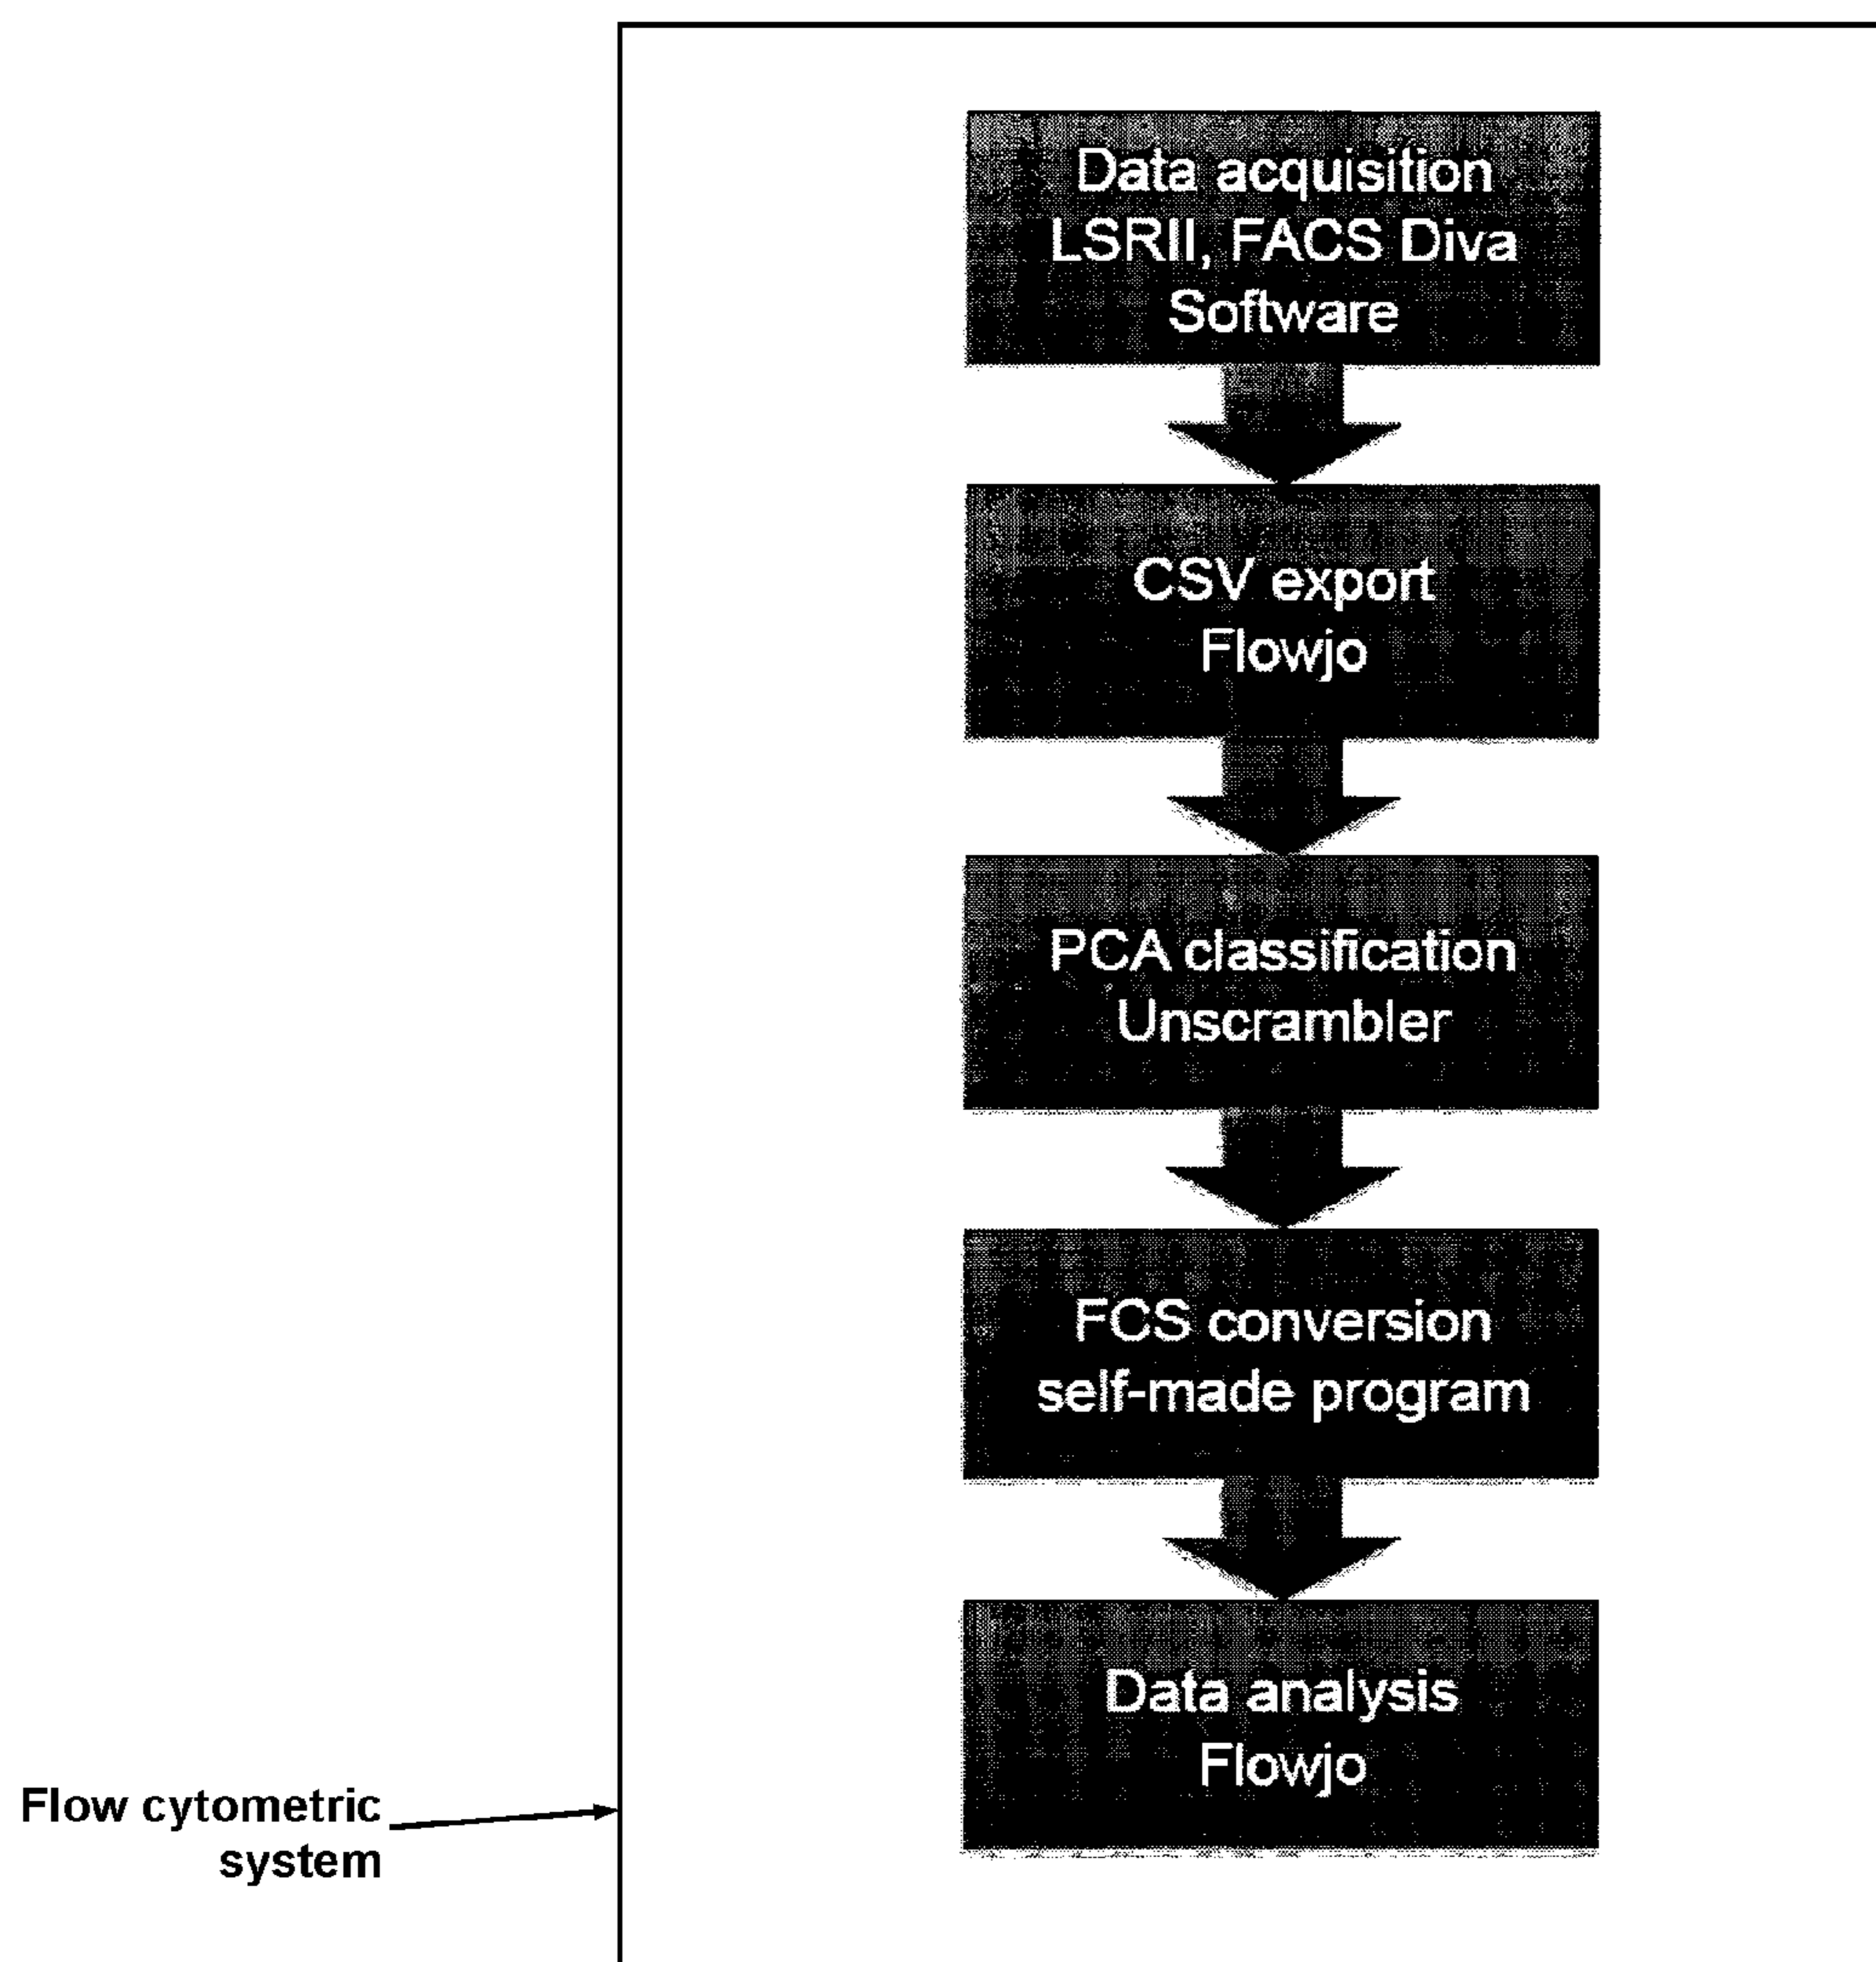 Data acquisition
LSRII, FACS Diva
Software
CSV export
Flowjo
PCA classification
Unscrambler
FCS conversion
self-made program
Data analysis
Flowjo
Flow cytometric
system